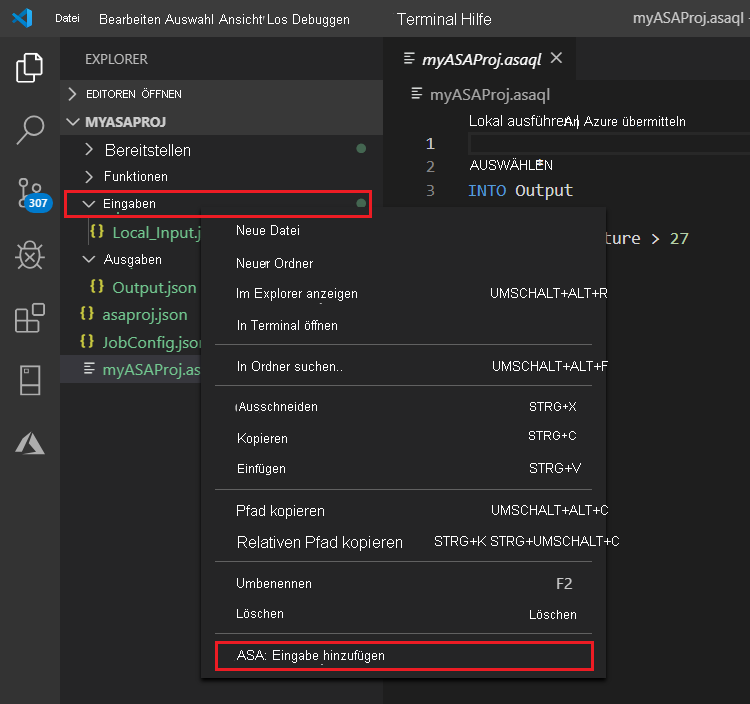 Datei Bearbeiten Auswahl Ansicht Los Debuggen Terminal Hilfe myASAProj.asaql
EXPLORER
EDITOREN ÖFFNEN
MYASAPROJ
Bereitstellen
Funktionen
307
Eingaben
{} Local_Input.j
Ausgaben
{} Output.json
{} asaproj.json
{} JobConfig.json
myASAProj.as
myASAProj.asaql
myASAProj.asaql
Lokal ausführen An Azure übermitteln
1
2 AUSWÄHLEN *
3 INTO Output
ture > 27
Neue Datei
Neuer Ordner
Im Explorer anzeigen UMSCHALT+ALT+R
In Terminal öffnen
In Ordner suchen.. UMSCHALT+ALT+F
Ausschneiden STRG+X
Kopieren STRG+C
Einfügen STRG+V
Pfad kopieren UMSCHALT+ALT+C
Relativen Pfad kopieren STRG+K STRG+UMSCHALT+C
Umbenennen F2
Löschen Löschen
ASA: Eingabe hinzufügen